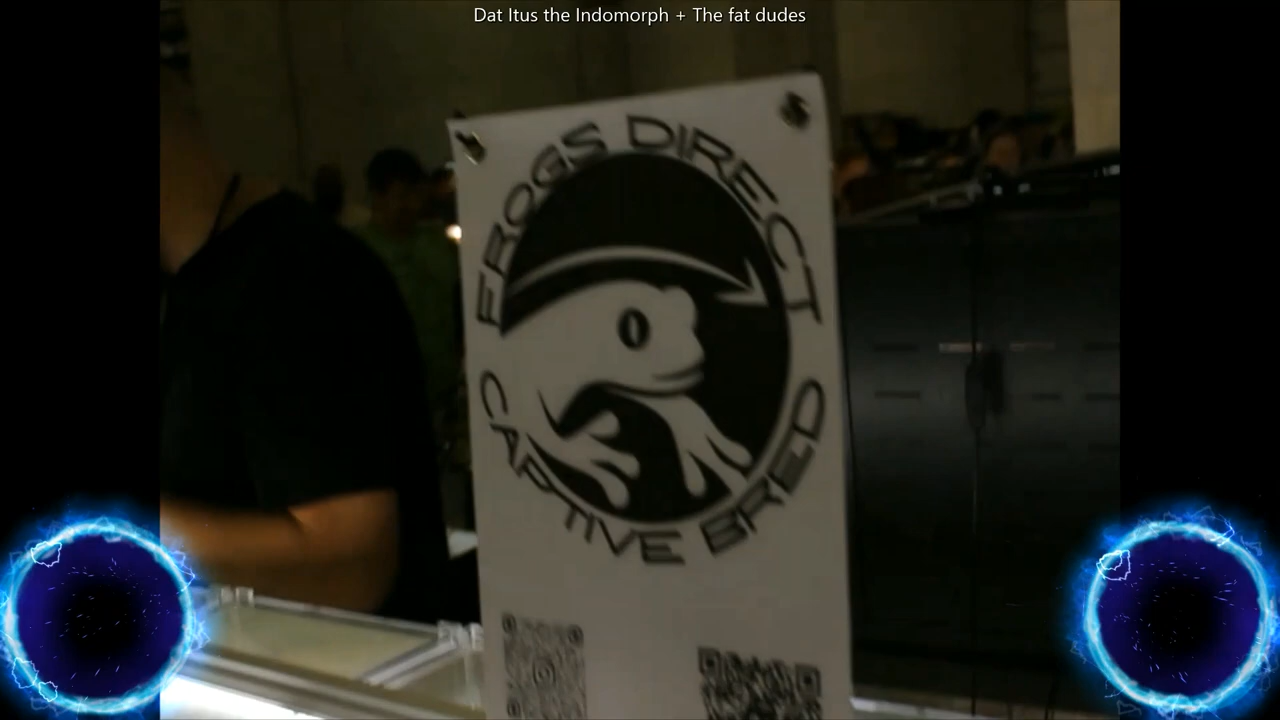 Dat Itus the Indomorph + The fat dudes
FROGS DIRECT
CAPTIVE BRED